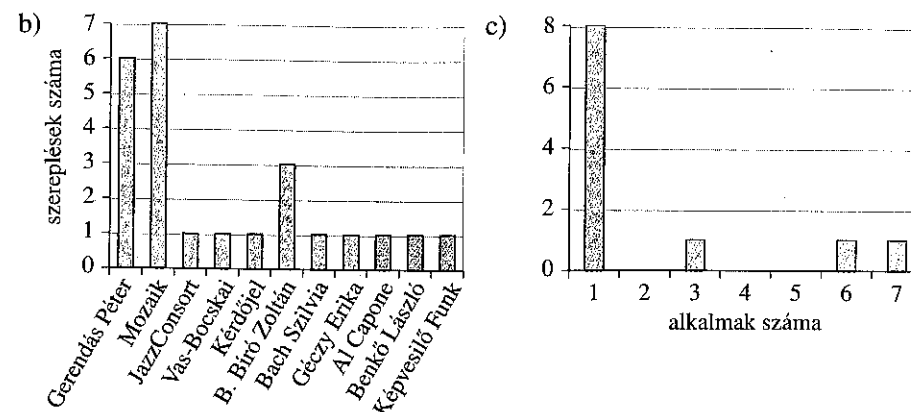 b)
szereplések száma
7
6
5
4
3
2
1
0
Gerendás Péter
Mozaik
JazzConsort
Vas-Bocskai
Kérdőjel
B. Bíró Zoltán
Bach Szilvia
Géczy Erika
Al Capone
Benkő László
Képvesilő Funk
c)
8
6
4
2
0
1 2 3 4 5 6 7
alkalmak száma